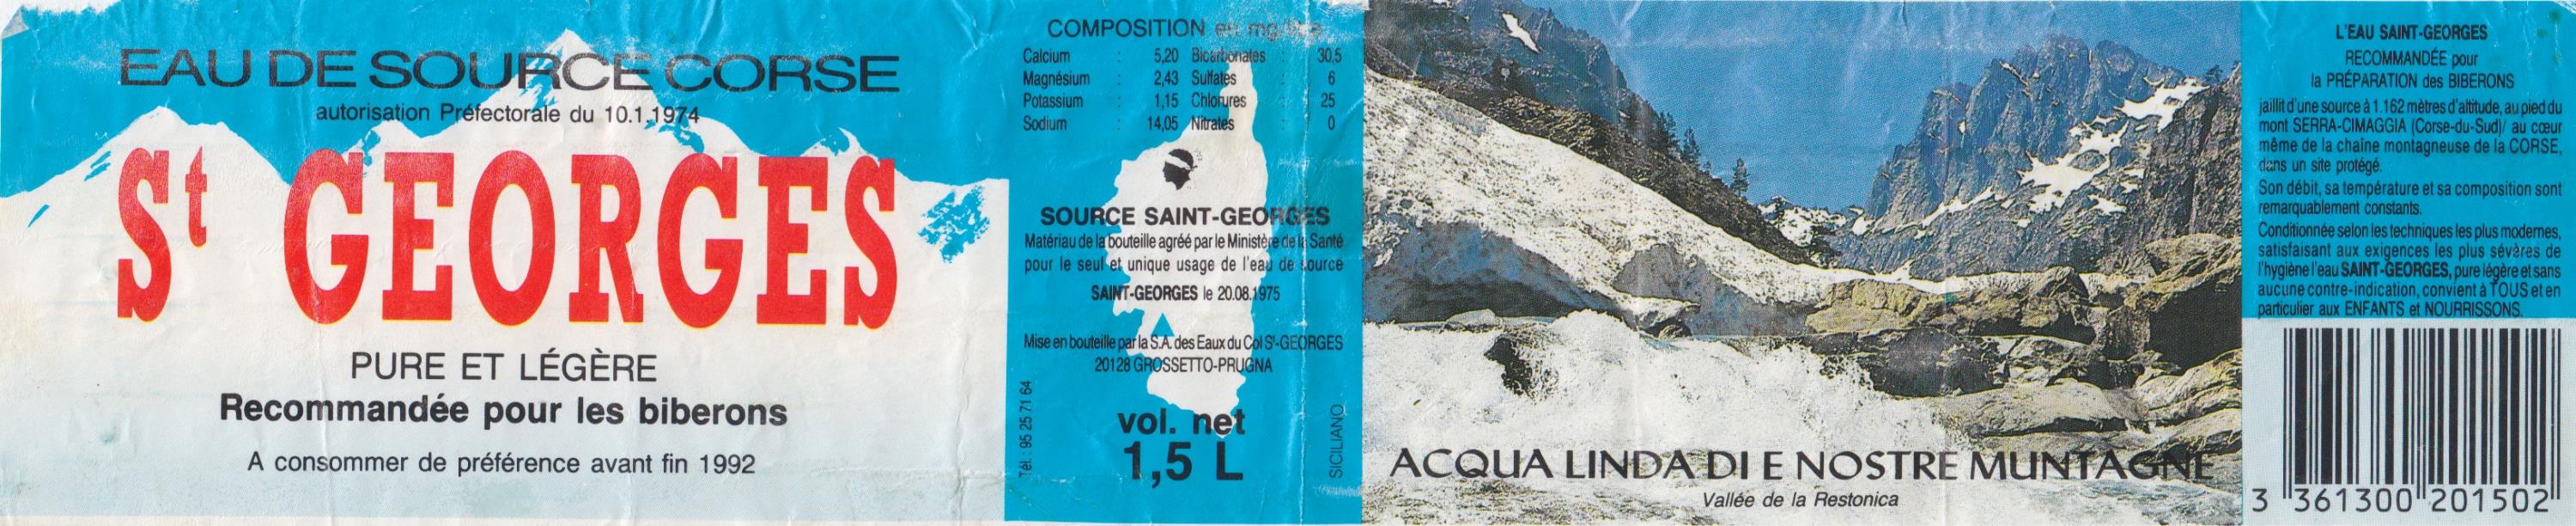 EAU DE SOURCE CORSE
autorisation Préfectorale du 10.1.1974
St GEORGES
PURE ET LÉGÈRE
Recommandée pour les biberons
A consommer de préférence avant fin 1992
COMPOSITION en mg/litre
Calcium : 5,20 Bicarbonates : 30,5
Magnésium : 2,43 Sulfates : 6
Potassium : 1,15 Chlorures : 25
Sodium : 14,05 Nitrates : 0
SOURCE SAINT-GEORGES
Matériau de la bouteille agréé par le Ministère de la Santé
pour le seul et unique usage de l'eau de source
SAINT-GEORGES le 20.08.1975
Mise en bouteille par la S.A. des Eaux du Col St-GEORGES
20128 GROSSETTO-PRUGNA
Tél. : 95 25 71 64
vol. net
1,5 L
SICILIANO
ACQUA LINDA DI E NOSTRE MUNTAGNE
Vallée de la Restonica
L'EAU SAINT-GEORGES
RECOMMANDÉE pour
la PRÉPARATION des BIBERONS
jaillit d'une source à 1.162 mètres d'altitude, au pied du
mont SERRA-CIMAGGIA (Corse-du-Sud)/ au cœur
même de la chaîne montagneuse de la CORSE,
dans un site protégé.
Son débit, sa température et sa composition sont
remarquablement constants.
Conditionnée selon les techniques les plus modernes,
satisfaisant aux exigences les plus sévères de
l'hygiène l'eau SAINT-GEORGES, pure légère et sans
aucune contre-indication, convient à TOUS et en
particulier aux ENFANTS et NOURRISSONS.
3 361300 201502